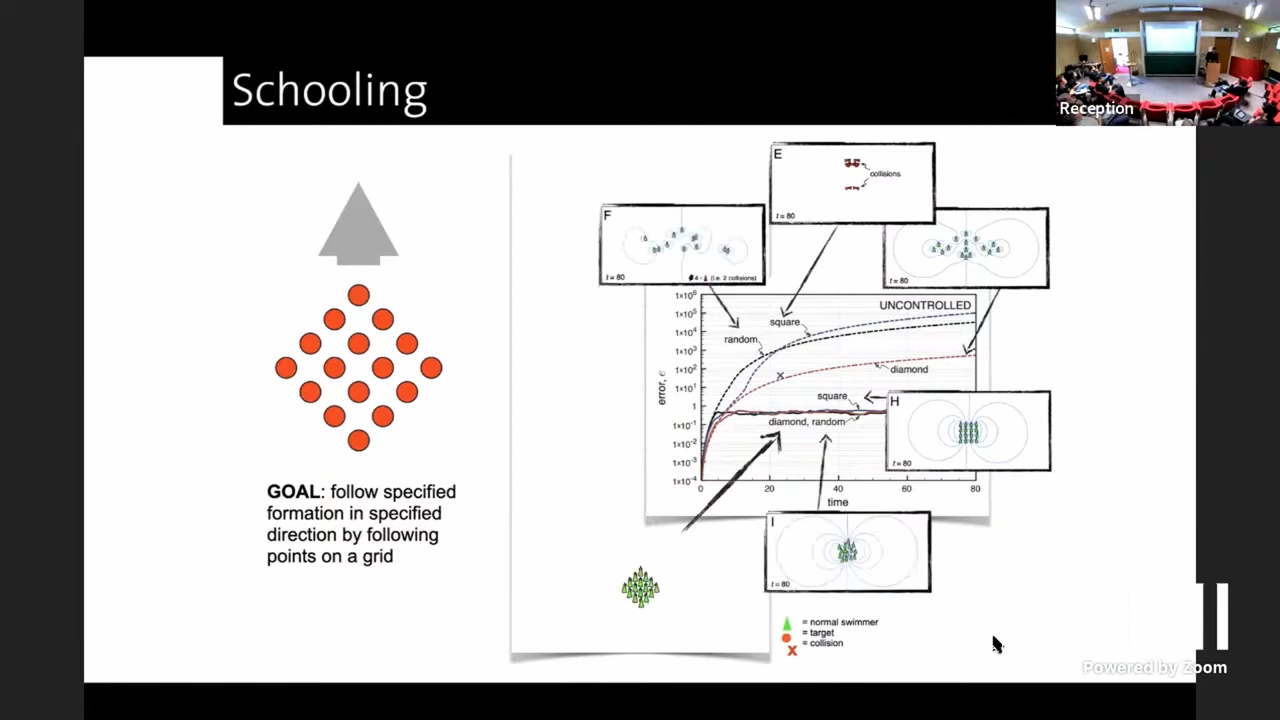 Schooling
Reception
GOAL: follow specified
formation in specified
direction by following
points on a grid
E
collisions
t = 80
F
t = 80
4 - (i.e. 2 collisions)
t = 80
UNCONTROLLED
square
random
diamond
square
diamond, random
error, e
1×10⁶
1×10⁵
1×10⁴
1×10³
1×10²
1×10¹
1
1×10⁻¹
1×10⁻²
1×10⁻³
1×10⁻⁴
0
20
40
60
80
time
H
t = 80
I
t = 80
= normal swimmer
= target
= collision
Powered by Zoom